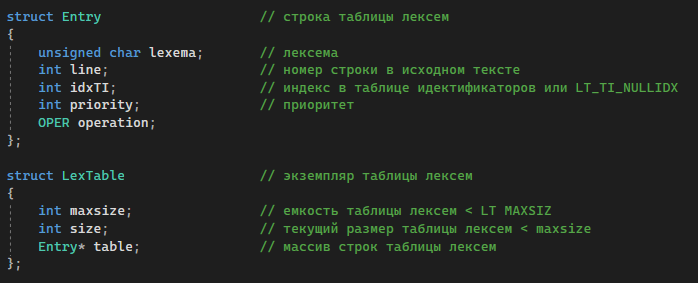 struct Entry // строка таблицы лексем
{
unsigned char lexema; // лексема
int line; // номер строки в исходном тексте
int idxTI; // индекс в таблице идентификаторов или LT_TI_NULLIDX
int priority; // приоритет
OPER operation;
};
struct LexTable // экземпляр таблицы лексем
{
int maxsize; // емкость таблицы лексем < LT MAXSIZ
int size; // текущий размер таблицы лексем < maxsize
Entry* table; // массив строк таблицы лексем
};